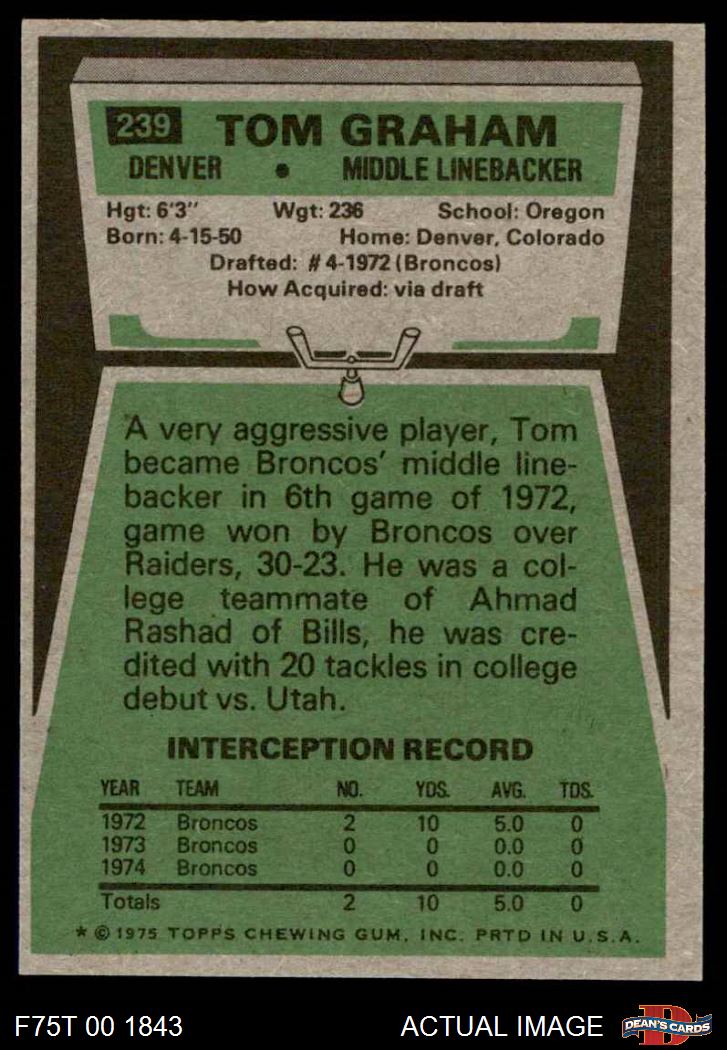 239 TOM GRAHAM
DENVER • MIDDLE LINEBACKER
Hgt: 6'3" Wgt: 236 School: Oregon
Born: 4-15-50 Home: Denver, Colorado
Drafted: #4-1972 (Broncos)
How Acquired: via draft
A very aggressive player, Tom
became Broncos' middle line-
backer in 6th game of 1972,
game won by Broncos over
Raiders, 30-23. He was a col-
lege teammate of Ahmad
Rashad of Bills, he was cre-
dited with 20 tackles in college
debut vs. Utah.
INTERCEPTION RECORD
YEAR TEAM NO. YDS. AVG. TDS.
1972 Broncos 2 10 5.0 0
1973 Broncos 0 0 0.0 0
1974 Broncos 0 0 0.0 0
Totals 2 10 5.0 0
* © 1975 TOPPS CHEWING GUM, INC. PRTD IN U.S.A.
F75T 00 1843 ACTUAL IMAGE D DEAN'S CARDS